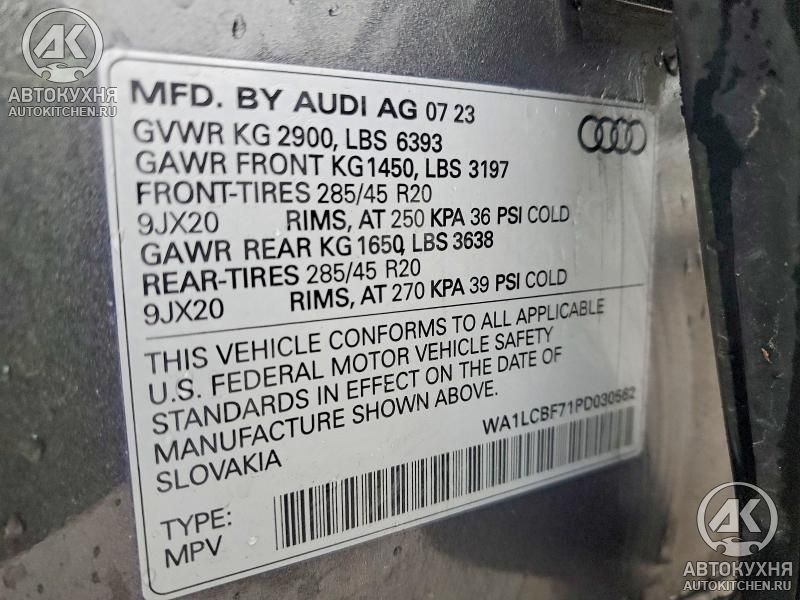 AK
АВТОКУХНЯ
AUTOKITCHEN.RU
MFD. BY AUDI AG 07 23
GVWR KG 2900, LBS 6393
GAWR FRONT KG1450, LBS 3197
FRONT-TIRES 285/45 R20
9JX20 RIMS, AT 250 KPA 36 PSI COLD
GAWR REAR KG 1650, LBS 3638
REAR-TIRES 285/45 R20
9JX20 RIMS, AT 270 KPA 39 PSI COLD
THIS VEHICLE CONFORMS TO ALL APPLICABLE
U.S. FEDERAL MOTOR VEHICLE SAFETY
STANDARDS IN EFFECT ON THE DATE OF
MANUFACTURE SHOWN ABOVE.
SLOVAKIA
WA1LCBF71PD030562
TYPE:
MPV
AK
АВТОКУХНЯ
AUTOKITCHEN.RU